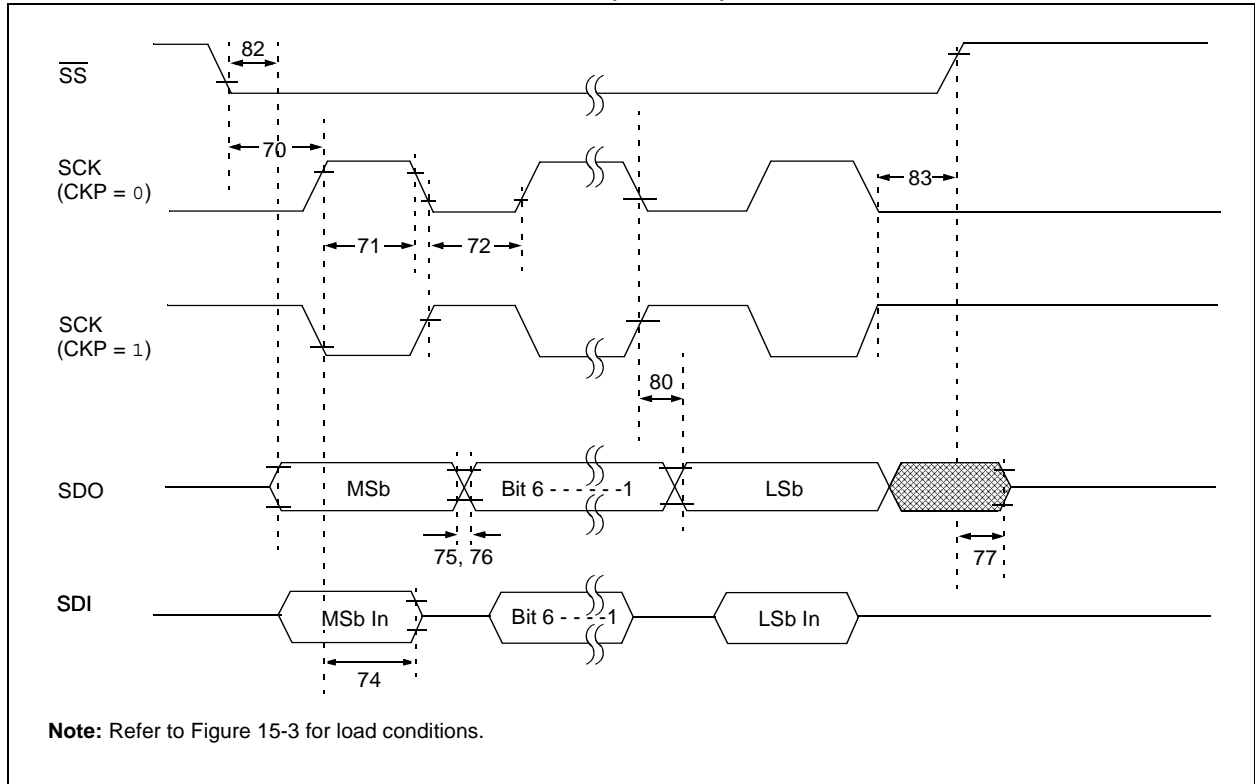 82
SS
70
SCK
(CKP = 0)
83
71
72
SCK
(CKP = 1)
80
SDO
MSb
Bit 6 - - - - - -1
LSb
75, 76
77
SDI
MSb In
Bit 6 - - - -1
LSb In
74
Note: Refer to Figure 15-3 for load conditions.